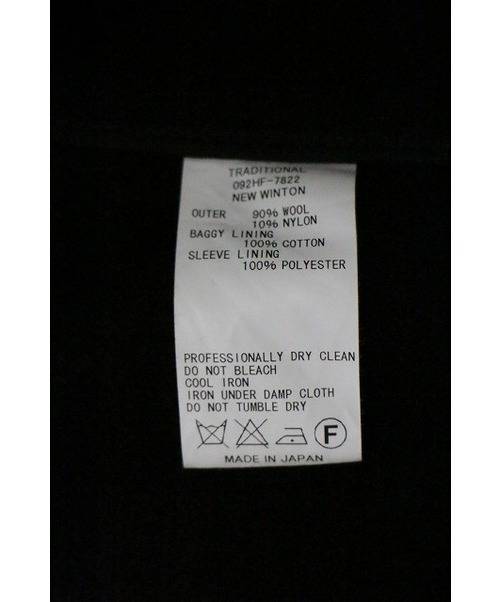 TRADITIONAL
092HF-7822
NEW WINTON
OUTER 90% WOOL
10% NYLON
BAGGY LINING
100% COTTON
SLEEVE LINING
100% POLYESTER
PROFESSIONALLY DRY CLEAN
DO NOT BLEACH
COOL IRON
IRON UNDER DAMP CLOTH
DO NOT TUMBLE DRY
F
MADE IN JAPAN